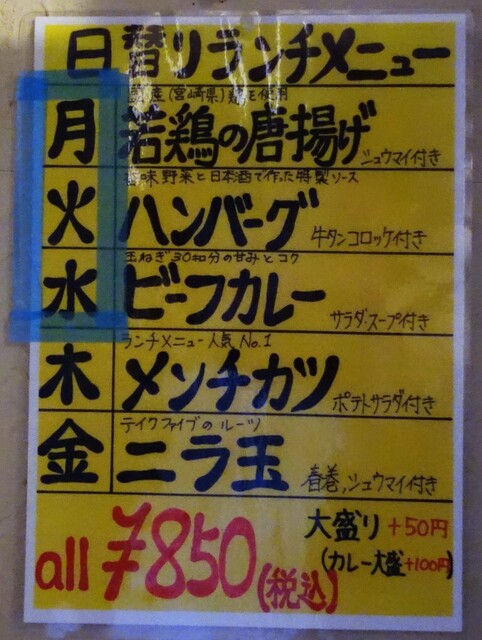 日替りランチメニュー
国産(宮崎県)鶏を使用
月 若鶏の唐揚げ シュウマイ付き
味野菜と日本酒で作った特製ソース
火 ハンバーグ 牛タンコロッケ付き
玉ねぎ30和分の甘みとコク
水 ビーフカレー サラダ・スープ付き
ランチメニュー人気No.1
木 メンチカツ ポテトサラダ付き
テイクファイブのルーツ
金 ニラ玉 春巻,シュウマイ付き
all ¥850(税込)
大盛り+50円
(カレー大盛+100円)